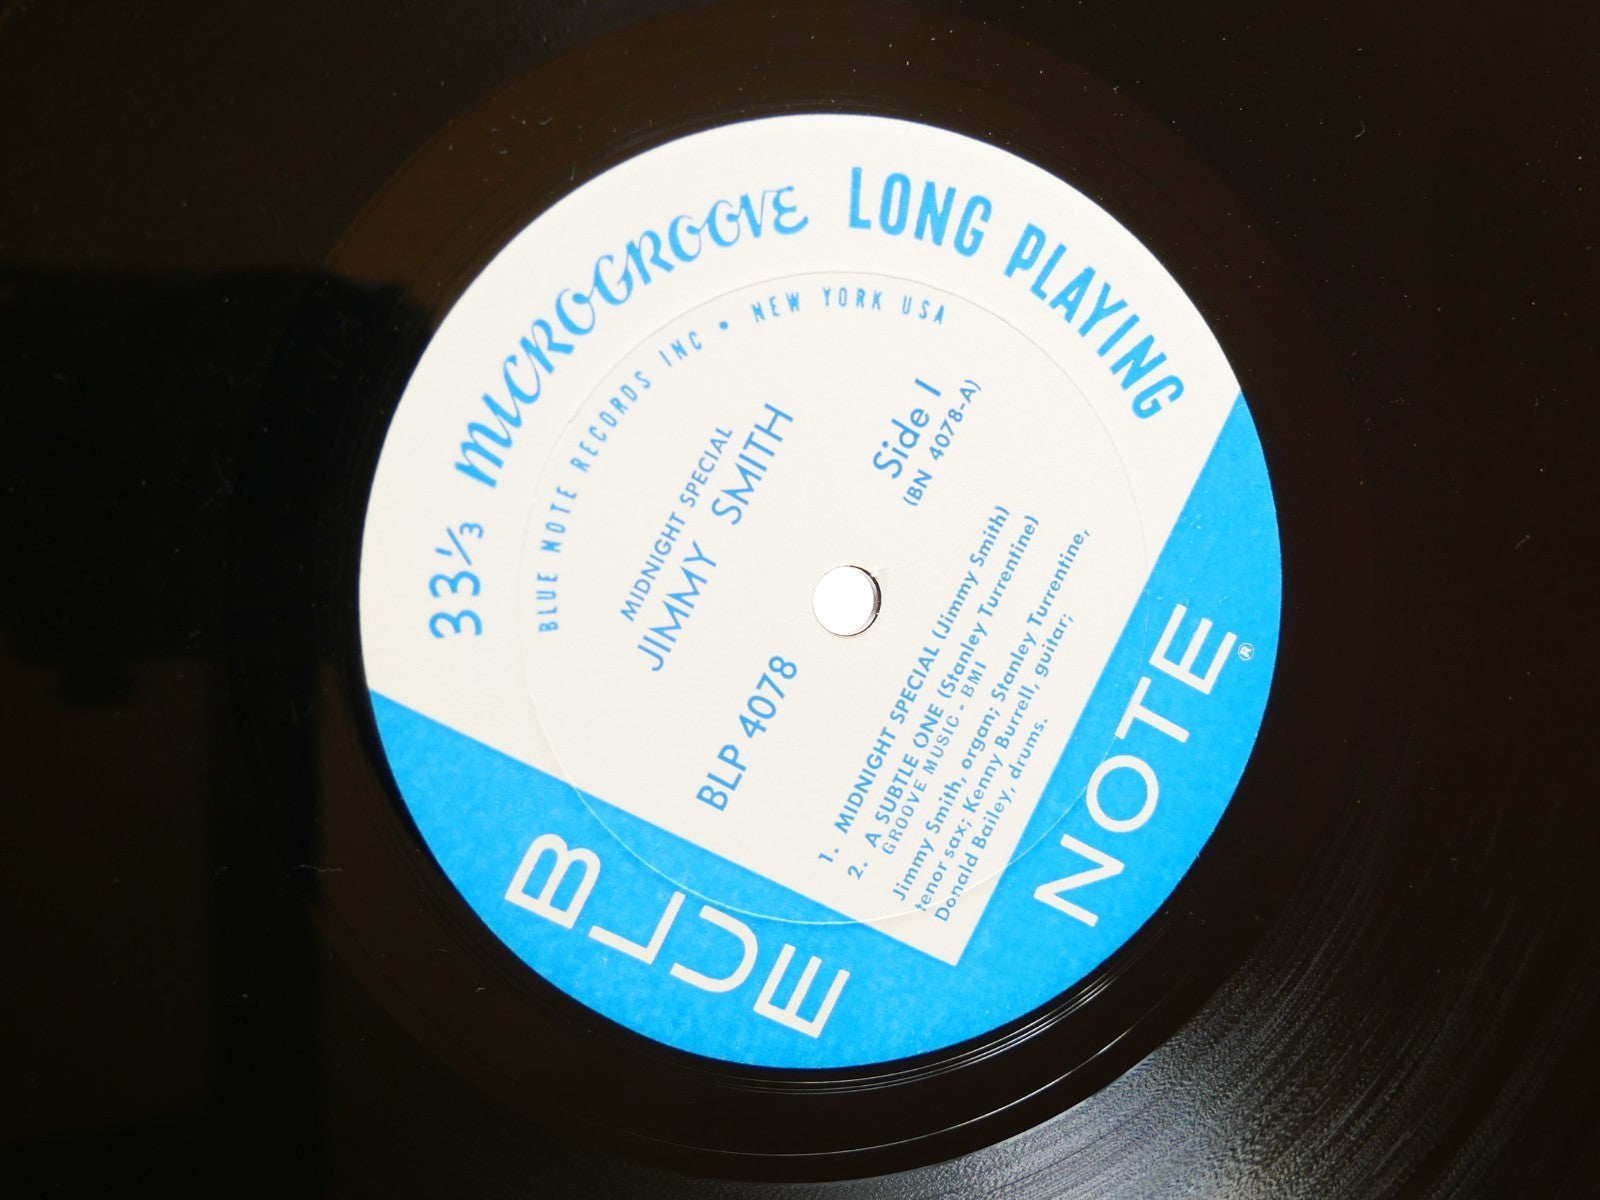 33⅓ MICROGROOVE LONG PLAYING
BLUE NOTE RECORDS INC • NEW YORK USA
MIDNIGHT SPECIAL
JIMMY SMITH
BLP 4078
Side 1
(BN 4078-A)
1. MIDNIGHT SPECIAL (Jimmy Smith)
2. A SUBTLE ONE (Stanley Turrentine)
GROOVE MUSIC - BMI
Jimmy Smith, organ; Stanley Turrentine,
tenor sax; Kenny Burrell, guitar;
Donald Bailey, drums.
BLUE
NOTE®